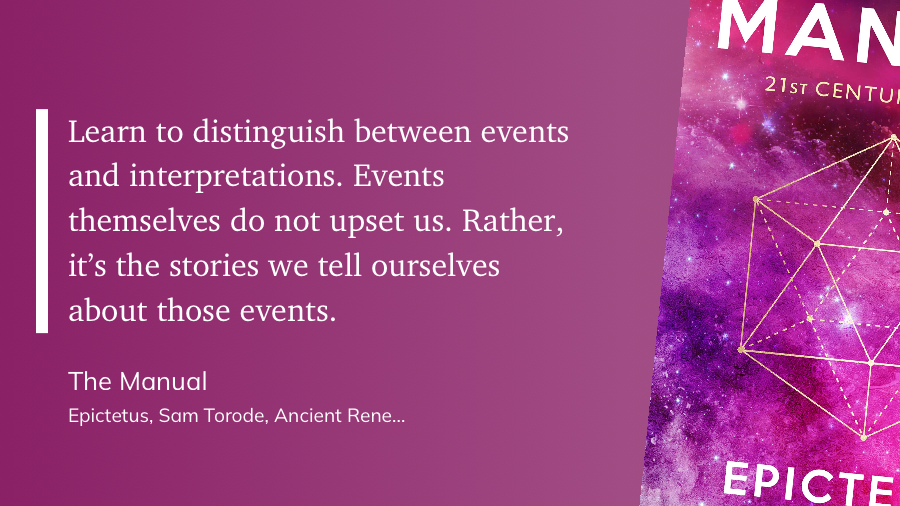 Learn to distinguish between events
and interpretations. Events
themselves do not upset us. Rather,
it’s the stories we tell ourselves
about those events.
The Manual
Epictetus, Sam Torode, Ancient Rene...
MAN
21ST CENTU
EPICTE